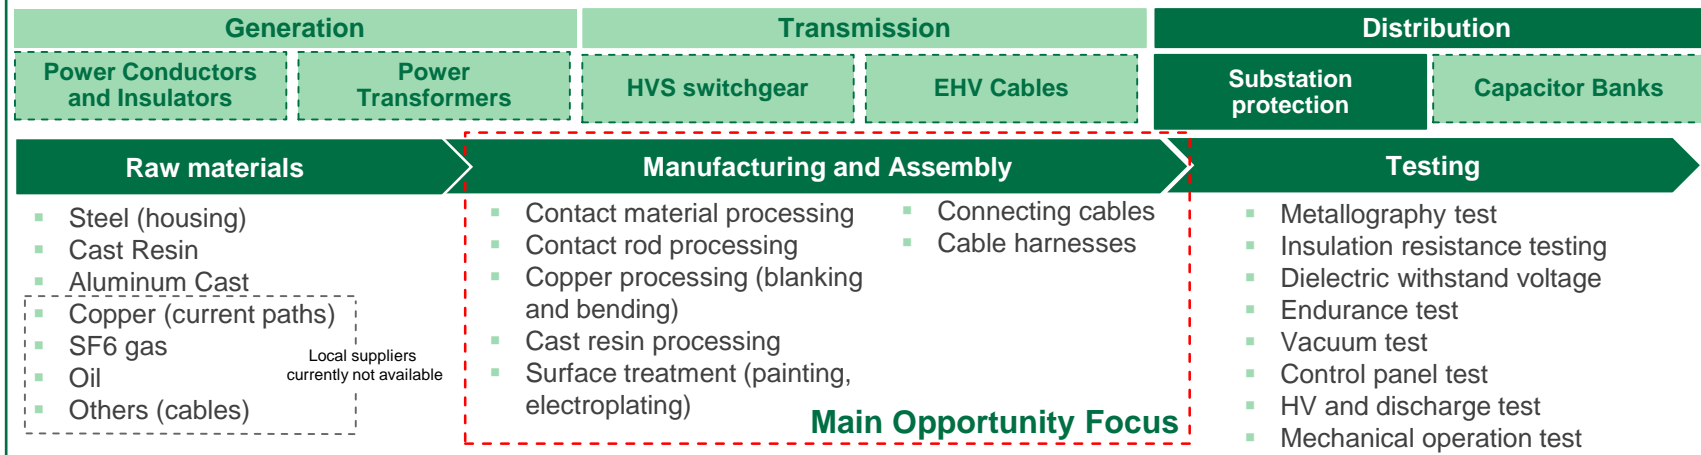 Generation
Transmission
Distribution
Power Conductors
and Insulators
Power
Transformers
HVS switchgear
EHV Cables
Substation
protection
Capacitor Banks
Raw materials
Manufacturing and Assembly
Testing
Steel (housing)
Cast Resin
Aluminum Cast
Copper (current paths)
SF6 gas
Oil
Others (cables)
Local suppliers
currently not available
Contact material processing
Contact rod processing
Copper processing (blanking
and bending)
Cast resin processing
Surface treatment (painting,
electroplating)
Connecting cables
Cable harnesses
Main Opportunity Focus
Metallography test
Insulation resistance testing
Dielectric withstand voltage
Endurance test
Vacuum test
Control panel test
HV and discharge test
Mechanical operation test